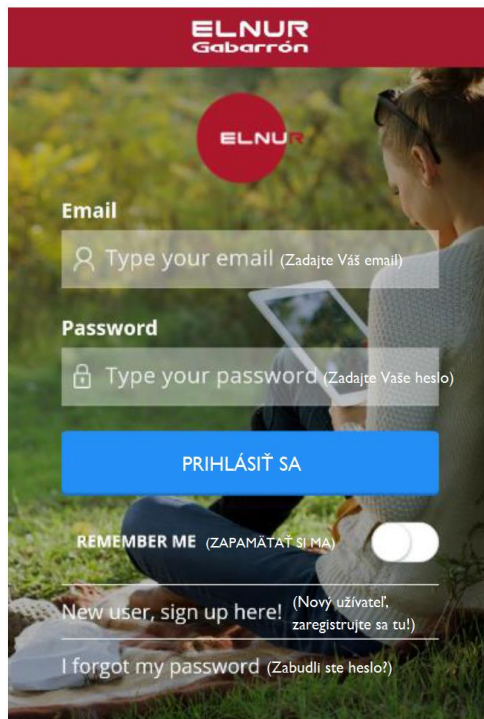 ELNUR
Gabarrón
ELNUR
Email
Type your email (Zadajte Váš email)
Password
Type your password (Zadajte Vaše heslo)
PRIHLÁSIŤ SA
REMEMBER ME (ZAPAMÄTAŤ SI MA)
New user, sign up here! (Nový užívateľ,
zaregistrujte sa tu!)
I forgot my password (Zabudli ste heslo?)